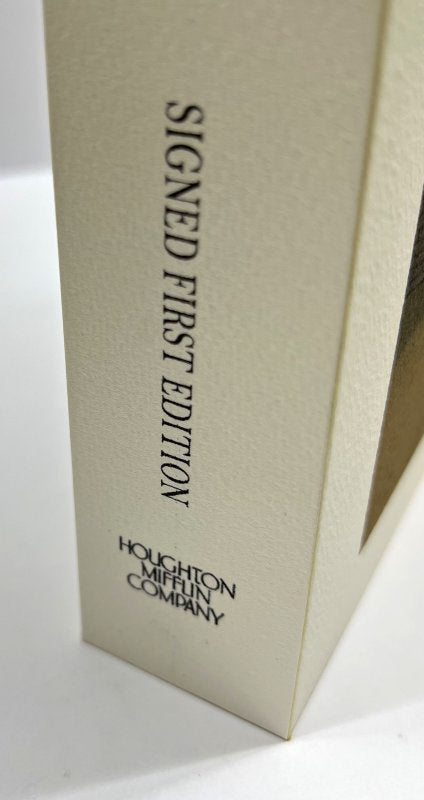 SIGNED FIRST EDITION
HOUGHTON
MIFFLIN
COMPANY